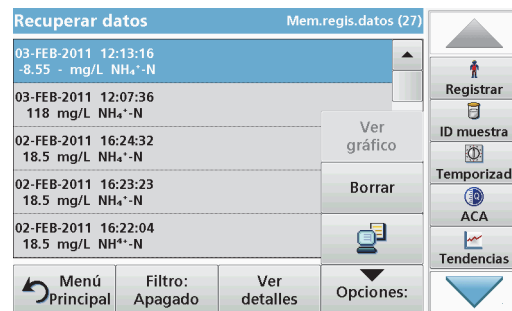 Recuperar datos Mem.regis.datos (27)
03-FEB-2011 12:13:16
-8.55 - mg/L NH₄⁺-N
03-FEB-2011 12:07:36
118 mg/L NH₄⁺-N
02-FEB-2011 16:24:32
18.5 mg/L NH₄⁺-N
02-FEB-2011 16:23:23
18.5 mg/L NH₄⁺-N
02-FEB-2011 16:22:04
18.5 mg/L NH⁴⁺-N
Ver
gráfico
Borrar
Menú
Principal
Filtro:
Apagado
Ver
detalles
Opciones:
Registrar
ID muestra
Temporizad
ACA
Tendencias